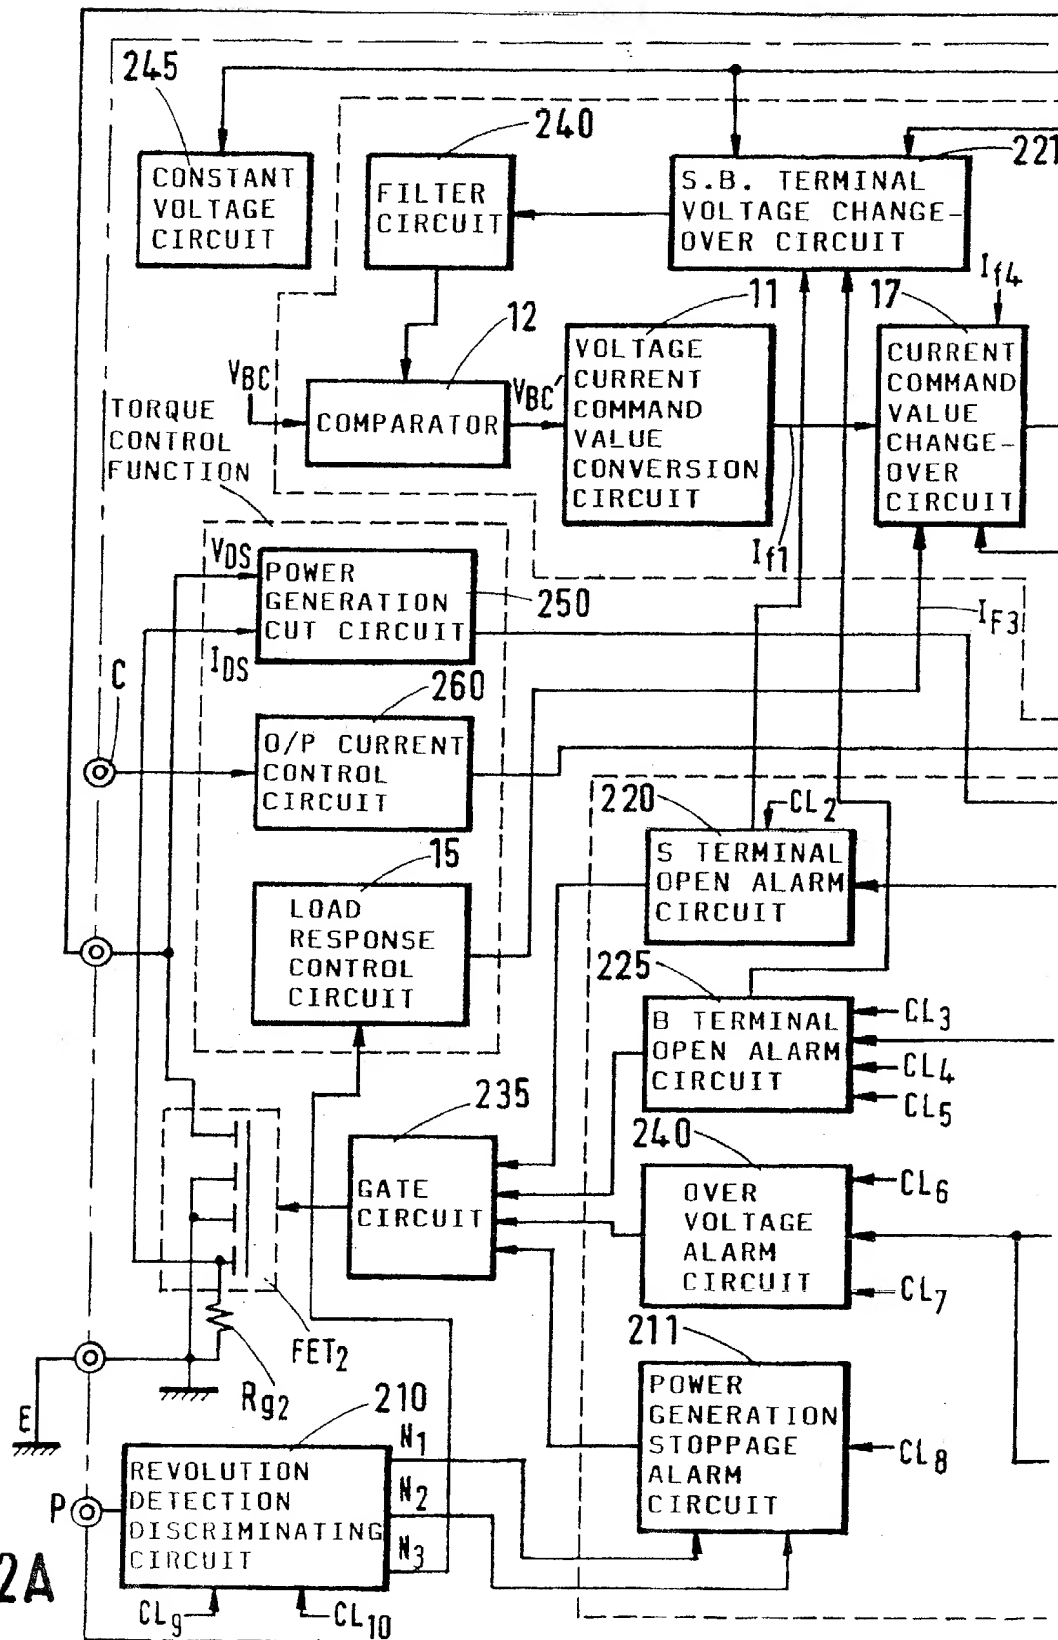 245
240
221
CONSTANT
VOLTAGE
CIRCUIT
FILTER
CIRCUIT
S.B. TERMINAL
VOLTAGE CHANGE-
OVER CIRCUIT
12
11
17
If4
VBC
COMPARATOR
VBC'
VOLTAGE
CURRENT
COMMAND
VALUE
CONVERSION
CIRCUIT
If1
CURRENT
COMMAND
VALUE
CHANGE-
OVER
CIRCUIT
TORQUE
CONTROL
FUNCTION
VDS
POWER
GENERATION
CUT CIRCUIT
250
IDS
IF3
C
260
O/P CURRENT
CONTROL
CIRCUIT
15
LOAD
RESPONSE
CONTROL
CIRCUIT
220
CL2
S TERMINAL
OPEN ALARM
CIRCUIT
225
B TERMINAL
OPEN ALARM
CIRCUIT
CL3
CL4
CL5
235
GATE
CIRCUIT
240
OVER
VOLTAGE
ALARM
CIRCUIT
CL6
CL7
FET2
Rg2
E
211
POWER
GENERATION
STOPPAGE
ALARM
CIRCUIT
CL8
210
N1
N2
N3
P
REVOLUTION
DETECTION
DISCRIMINATING
CIRCUIT
CL9
CL10
2A